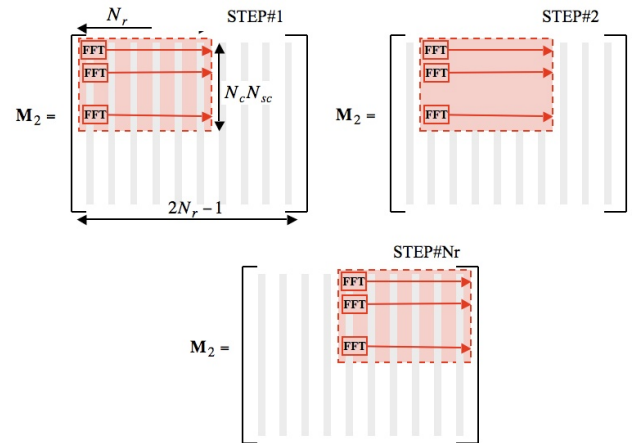 N_r
STEP#1
FFT
FFT
FFT
N_c N_sc
M_2 =
2N_r − 1
STEP#2
FFT
FFT
FFT
M_2 =
STEP#Nr
FFT
FFT
FFT
M_2 =